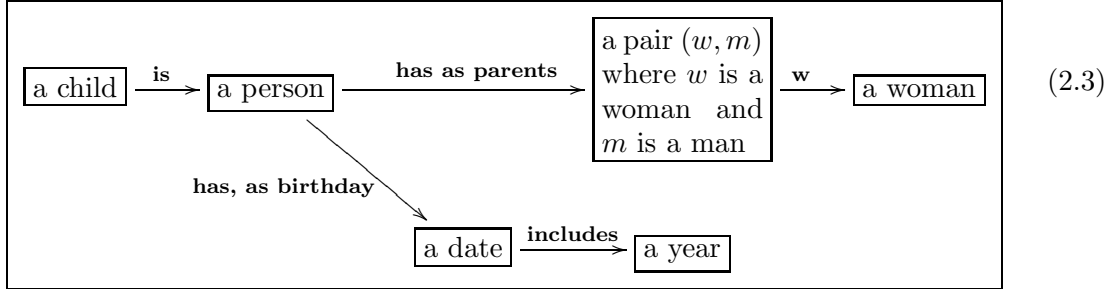 a pair (w, m)
where w is a
woman and
m is a man
a child
is
a person
has as parents
w
a woman
(2.3)
has, as birthday
a date
includes
a year